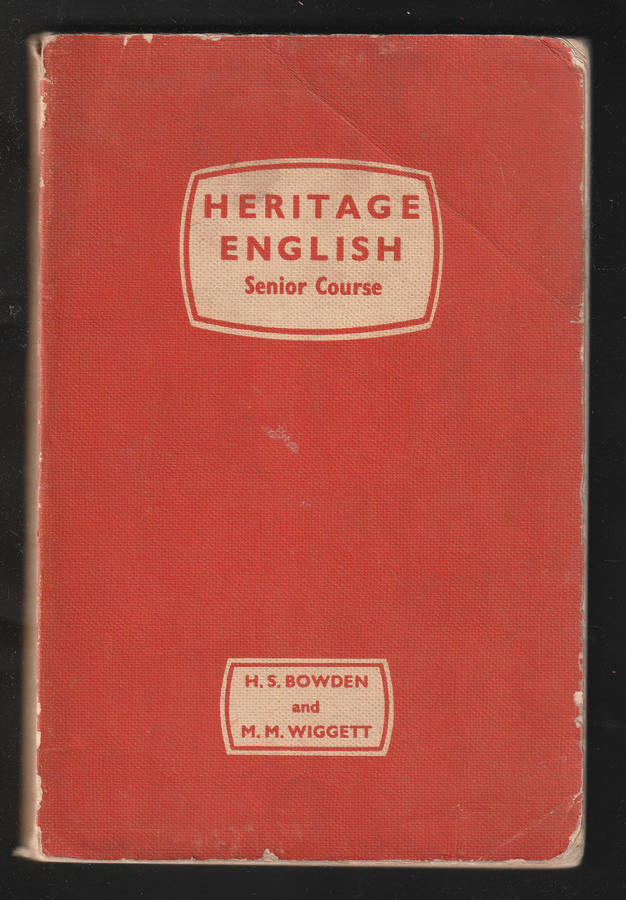 HERITAGE
ENGLISH
Senior Course
H. S. BOWDEN
and
M. M. WIGGETT